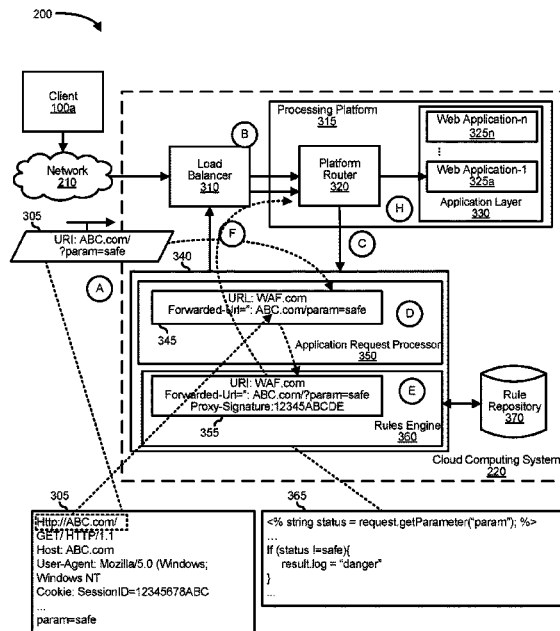 200
Client
100a
Network
210
Load
Balancer
310
B
Processing Platform
315
Platform
Router
320
Web Application-n
325n
⋮
Web Application-1
325a
Application Layer
330
H
305
URI: ABC.com/
?param=safe
A
F
C
340
URL: WAF.com
Forwarded-Url=": ABC.com/param=safe
345
D
Application Request Processor
350
URI: WAF.com
Forwarded-Url=": ABC.com/?param=safe
Proxy-Signature:12345ABCDE
355
E
Rules Engine
360
Rule
Repository
370
Cloud Computing System
220
305
Http://ABC.com/
GET/ HTTP/1.1
Host: ABC.com
User-Agent: Mozilla/5.0 (Windows;
Windows NT
Cookie: SessionID=12345678ABC
...
param=safe
365
<% string status = request.getParameter("param"); %>
...
If (status !=safe){
result.log = "danger"
}
...